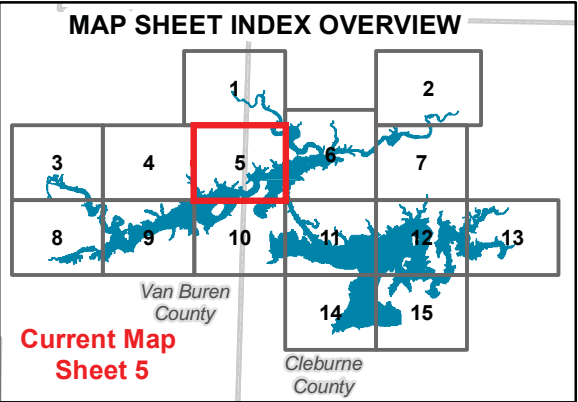 MAP SHEET INDEX OVERVIEW
1
2
3
4
5
6
7
8
9
10
11
12
13
Van Buren
County
14
15
Current Map
Sheet 5
Cleburne
County